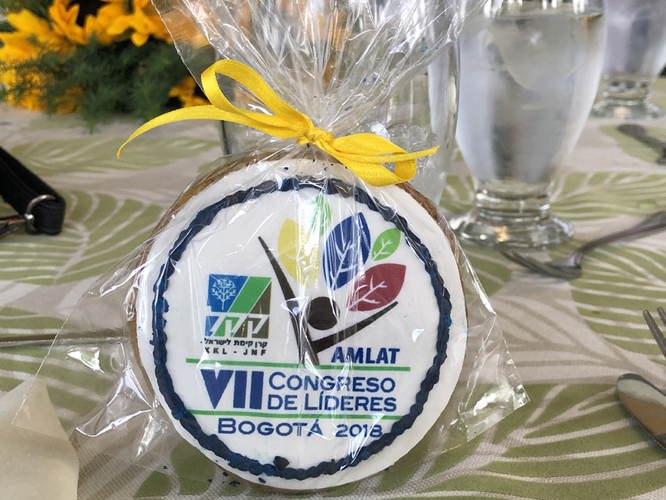 קרן קימת לישראל
KKL - JNF
AMLAT
VII CONGRESO
DE LÍDERES
BOGOTÁ 2018